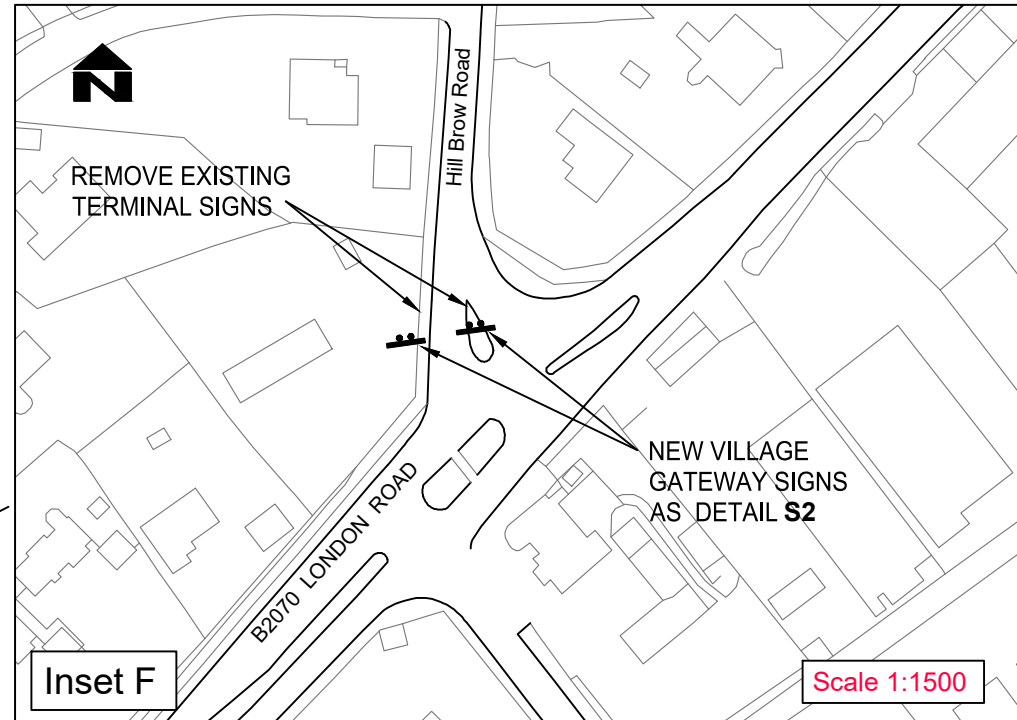 N
Hill Brow Road
REMOVE EXISTING
TERMINAL SIGNS
NEW VILLAGE
GATEWAY SIGNS
AS DETAIL S2
B2070 LONDON ROAD
Inset F
Scale 1:1500